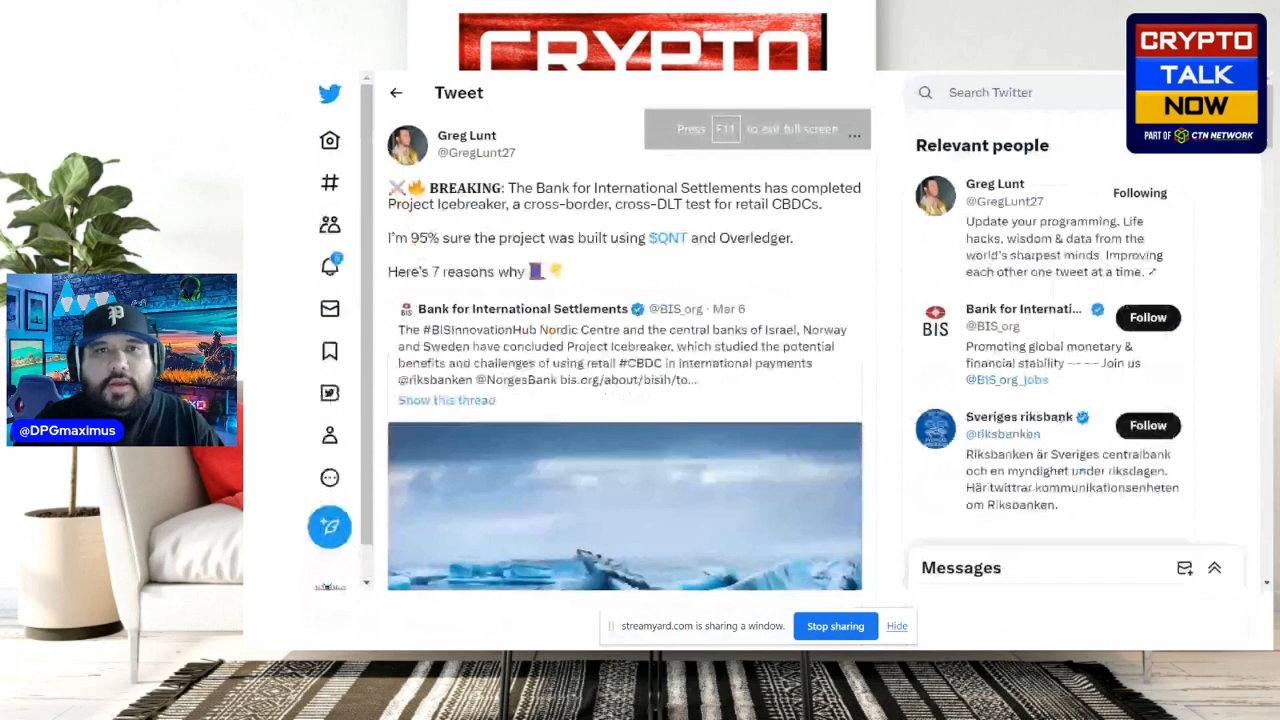 CRYPTO
CRYPTO
TALK
NOW
PART OF CTN NETWORK
Tweet
Search Twitter
Press F11 to exit full screen
Greg Lunt
@GregLunt27
⚔️🔥 BREAKING: The Bank for International Settlements has completed
Project Icebreaker, a cross-border, cross-DLT test for retail CBDCs.
I'm 95% sure the project was built using $QNT and Overledger.
Here's 7 reasons why 🧵👇
Bank for International Settlements @BIS_org · Mar 6
The #BISInnovationHub Nordic Centre and the central banks of Israel, Norway
and Sweden have concluded Project Icebreaker, which studied the potential
benefits and challenges of using retail #CBDC in international payments
@riksbanken @NorgesBank bis.org/about/bisih/to...
Show this thread
Relevant people
Greg Lunt
@GregLunt27
Following
Update your programming. Life
hacks, wisdom & data from the
world's sharpest minds. Improving
each other one tweet at a time.
BIS
Bank for Internati...
@BIS_org
Follow
Promoting global monetary &
financial stability ---- Join us
@BIS_org_jobs
Sveriges riksbank
@riksbanken
Follow
Riksbanken är Sveriges centralbank
och en myndighet under riksdagen.
Här twittrar kommunikationsenheten
om Riksbanken.
Messages
P
@DPGmaximus
streamyard.com is sharing a window.
Stop sharing
Hide